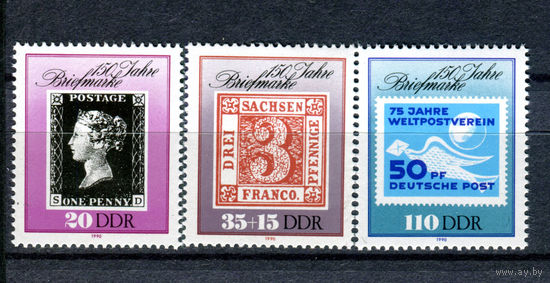 150 Jahre
Briefmarke
POSTAGE
S ONE PENNY. D
20 DDR
1990
150 Jahre
Briefmarke
SACHSEN
DREI
3
PFENNIGE
FRANCO.
35+15 DDR
1990
150 Jahre
Briefmarke
75 JAHRE
WELTPOSTVEREIN
50 PF
DEUTSCHE POST
110 DDR
1990
ay.by